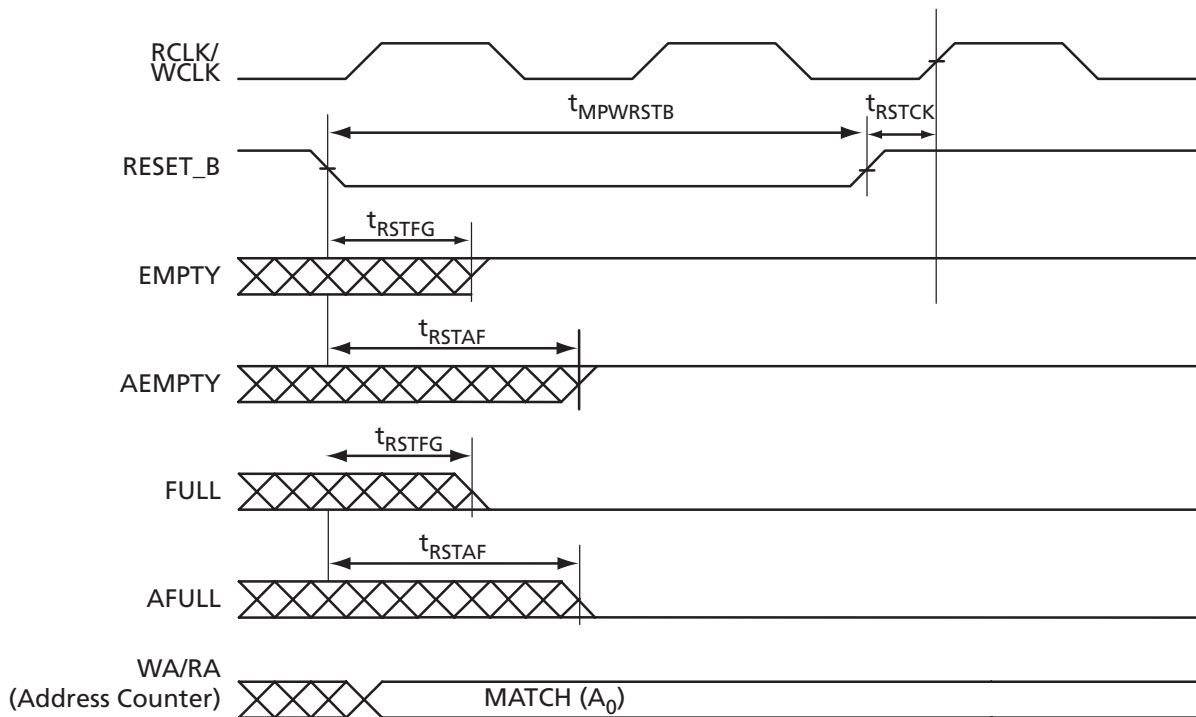 RCLK/
WCLK
tMPWRSTB
tRSTCK
RESET_B
tRSTFG
EMPTY
tRSTAF
AEMPTY
tRSTFG
FULL
tRSTAF
AFULL
WA/RA
(Address Counter)
MATCH (A0)